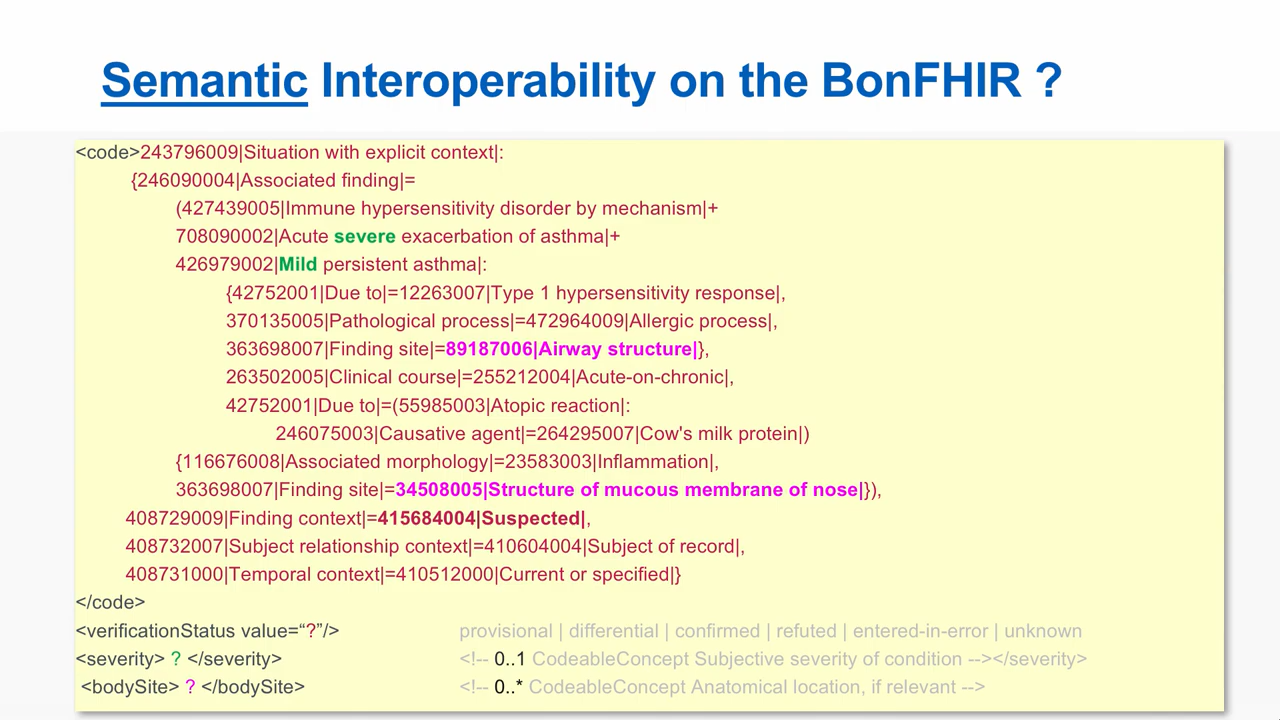 Semantic Interoperability on the BonFHIR ?
<code>243796009|Situation with explicit context|:
{246090004|Associated finding|=
(427439005|Immune hypersensitivity disorder by mechanism|+
708090002|Acute severe exacerbation of asthma|+
426979002|Mild persistent asthma|:
{42752001|Due to|=12263007|Type 1 hypersensitivity response|,
370135005|Pathological process|=472964009|Allergic process|,
363698007|Finding site|=89187006|Airway structure|},
263502005|Clinical course|=255212004|Acute-on-chronic|,
42752001|Due to|=(55985003|Atopic reaction|:
246075003|Causative agent|=264295007|Cow's milk protein|)
{116676008|Associated morphology|=23583003|Inflammation|,
363698007|Finding site|=34508005|Structure of mucous membrane of nose|}),
408729009|Finding context|=415684004|Suspected|,
408732007|Subject relationship context|=410604004|Subject of record|,
408731000|Temporal context|=410512000|Current or specified|}
</code>
<verificationStatus value=“?”/> provisional | differential | confirmed | refuted | entered-in-error | unknown
<severity> ? </severity> <!-- 0..1 CodeableConcept Subjective severity of condition --></severity>
<bodySite> ? </bodySite> <!-- 0..* CodeableConcept Anatomical location, if relevant -->